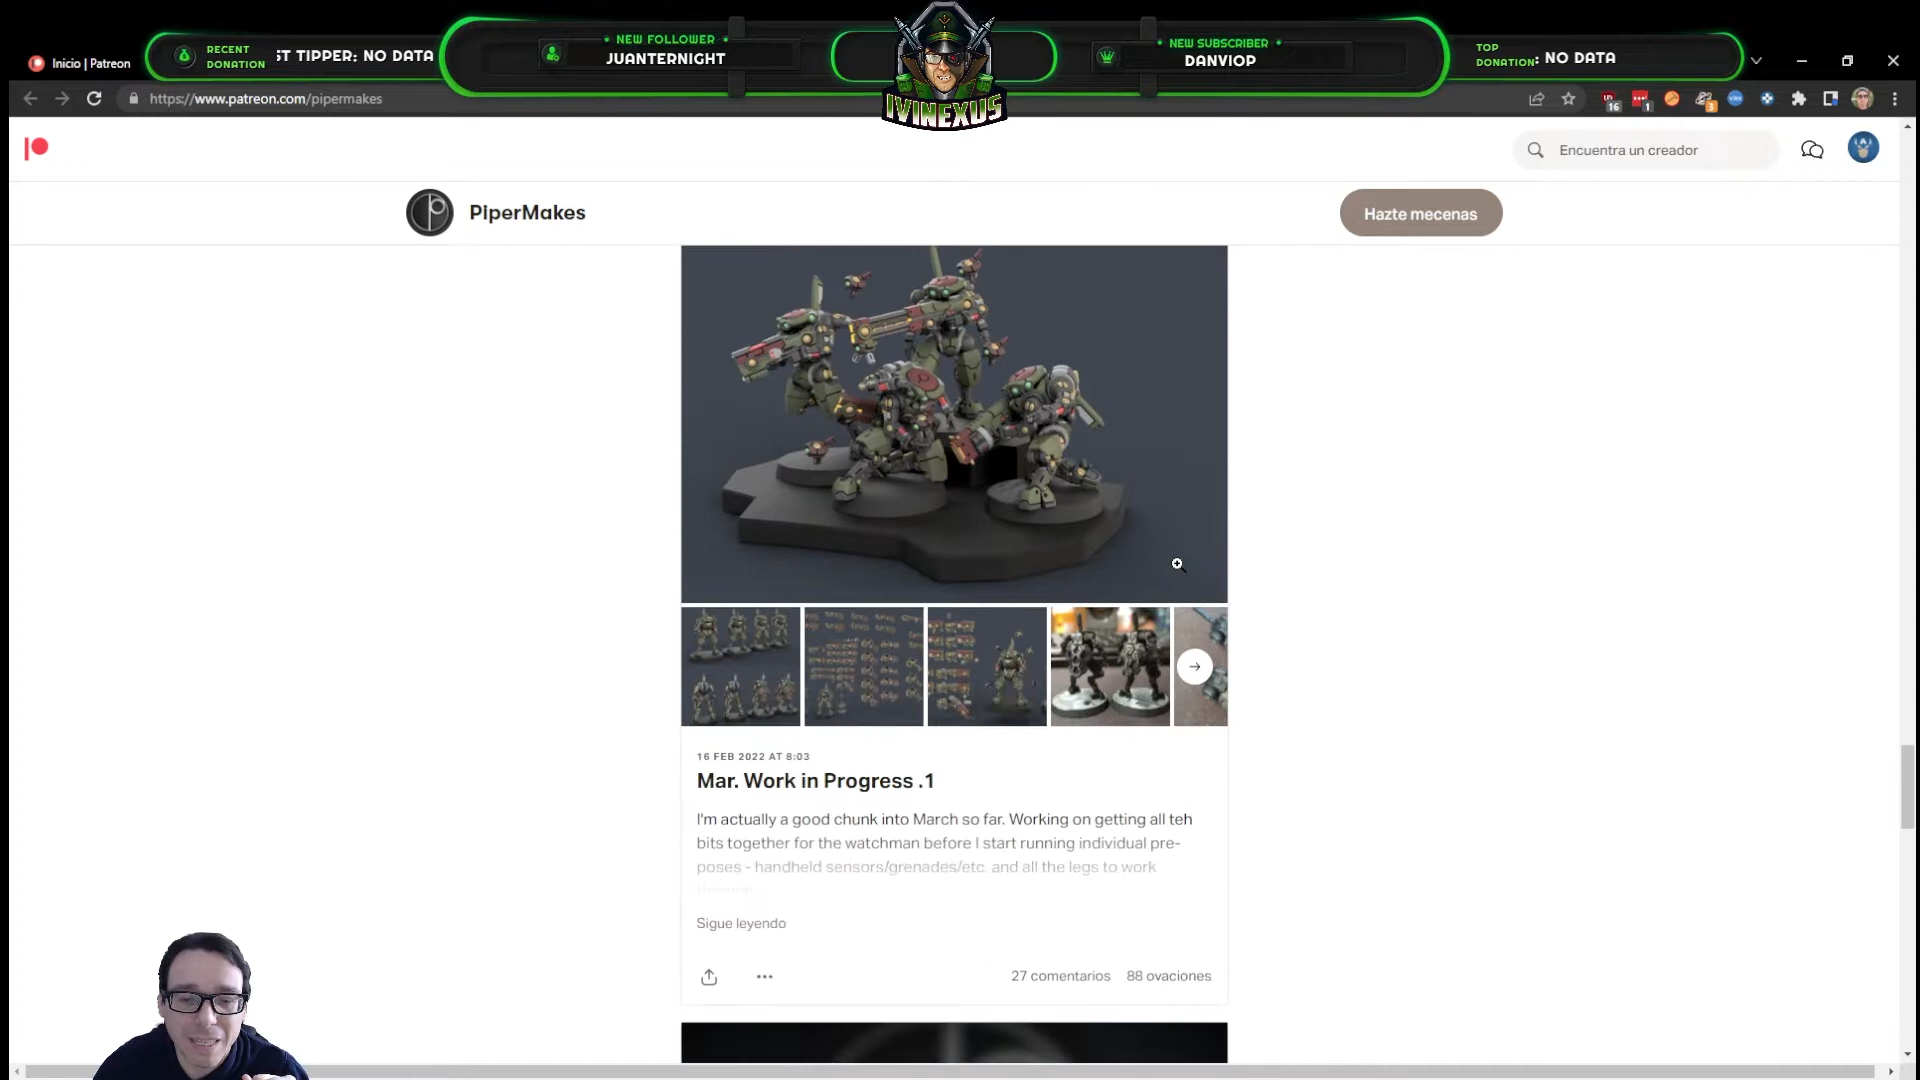 Inicio | Patreon
RECENT
DONATION
ST TIPPER: NO DATA
• NEW FOLLOWER •
JUANTERNIGHT
IVINEXUS
• NEW SUBSCRIBER •
DANVIOP
TOP
DONATION: NO DATA
https://www.patreon.com/pipermakes
16
1
3
Encuentra un creador
PiperMakes
Hazte mecenas
16 FEB 2022 AT 8:03
Mar. Work in Progress .1
I'm actually a good chunk into March so far. Working on getting all teh
bits together for the watchman before I start running individual pre-
poses - handheld sensors/grenades/etc. and all the legs to work
Sigue leyendo
27 comentarios 88 ovaciones